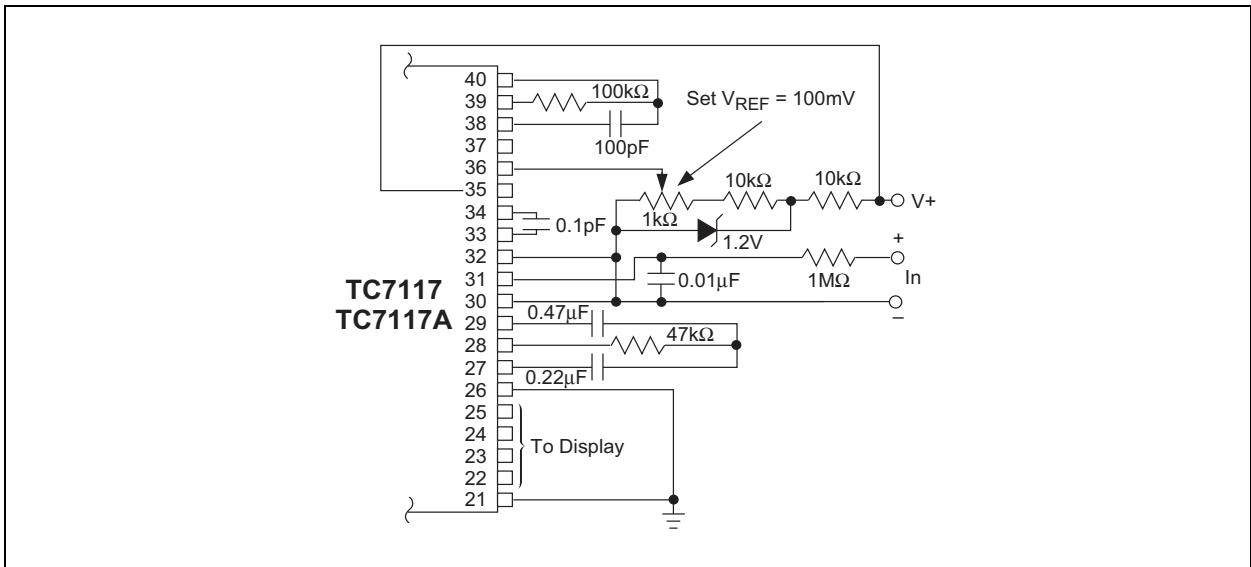 40
39
38
37
36
35
34
33
32
31
30
29
28
27
26
25
24
23
22
21
TC7117
TC7117A
100kΩ
100pF
Set VREF = 100mV
10kΩ
10kΩ
V+
1kΩ
1.2V
0.1pF
+
In
–
1MΩ
0.01μF
0.47μF
47kΩ
0.22μF
To Display